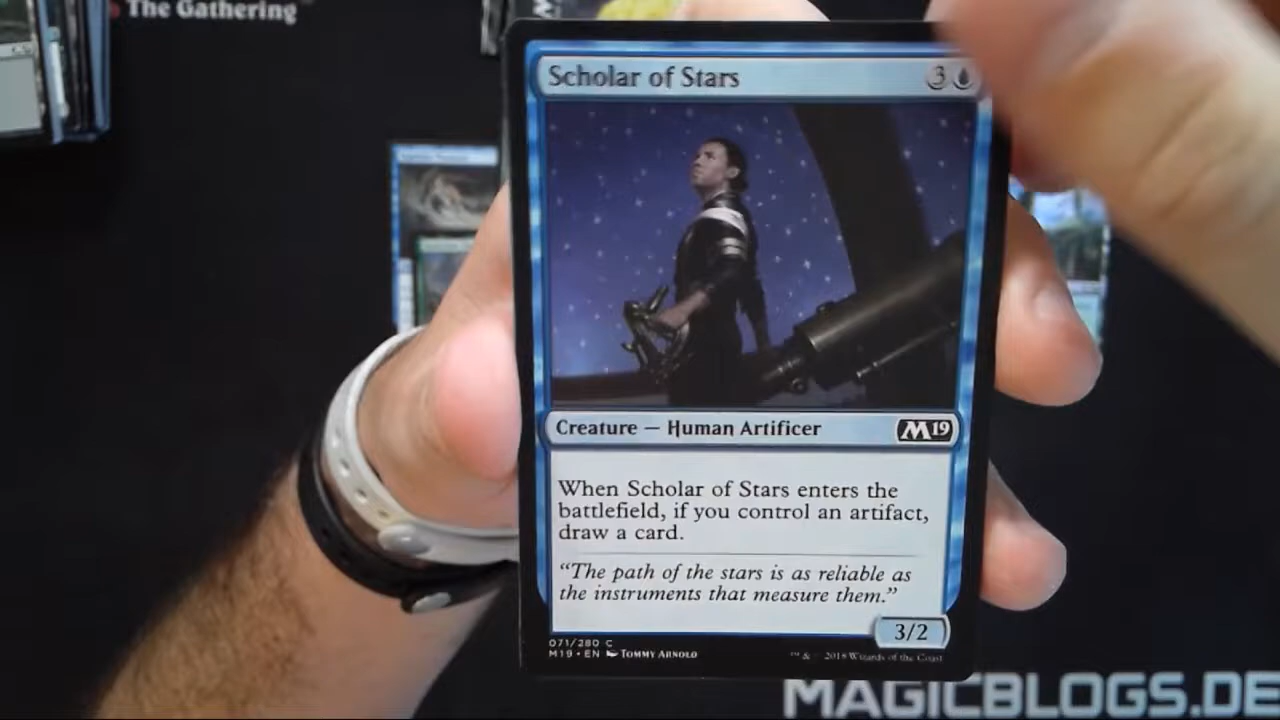 The Gathering
Scholar of Stars
3
Creature — Human Artificer
M19
When Scholar of Stars enters the
battlefield, if you control an artifact,
draw a card.
“The path of the stars is as reliable as
the instruments that measure them.”
3/2
071/280 C
M19 • EN TOMMY ARNOLD
™ & 2018 Wizards of the Coast
MAGICBLOGS.DE